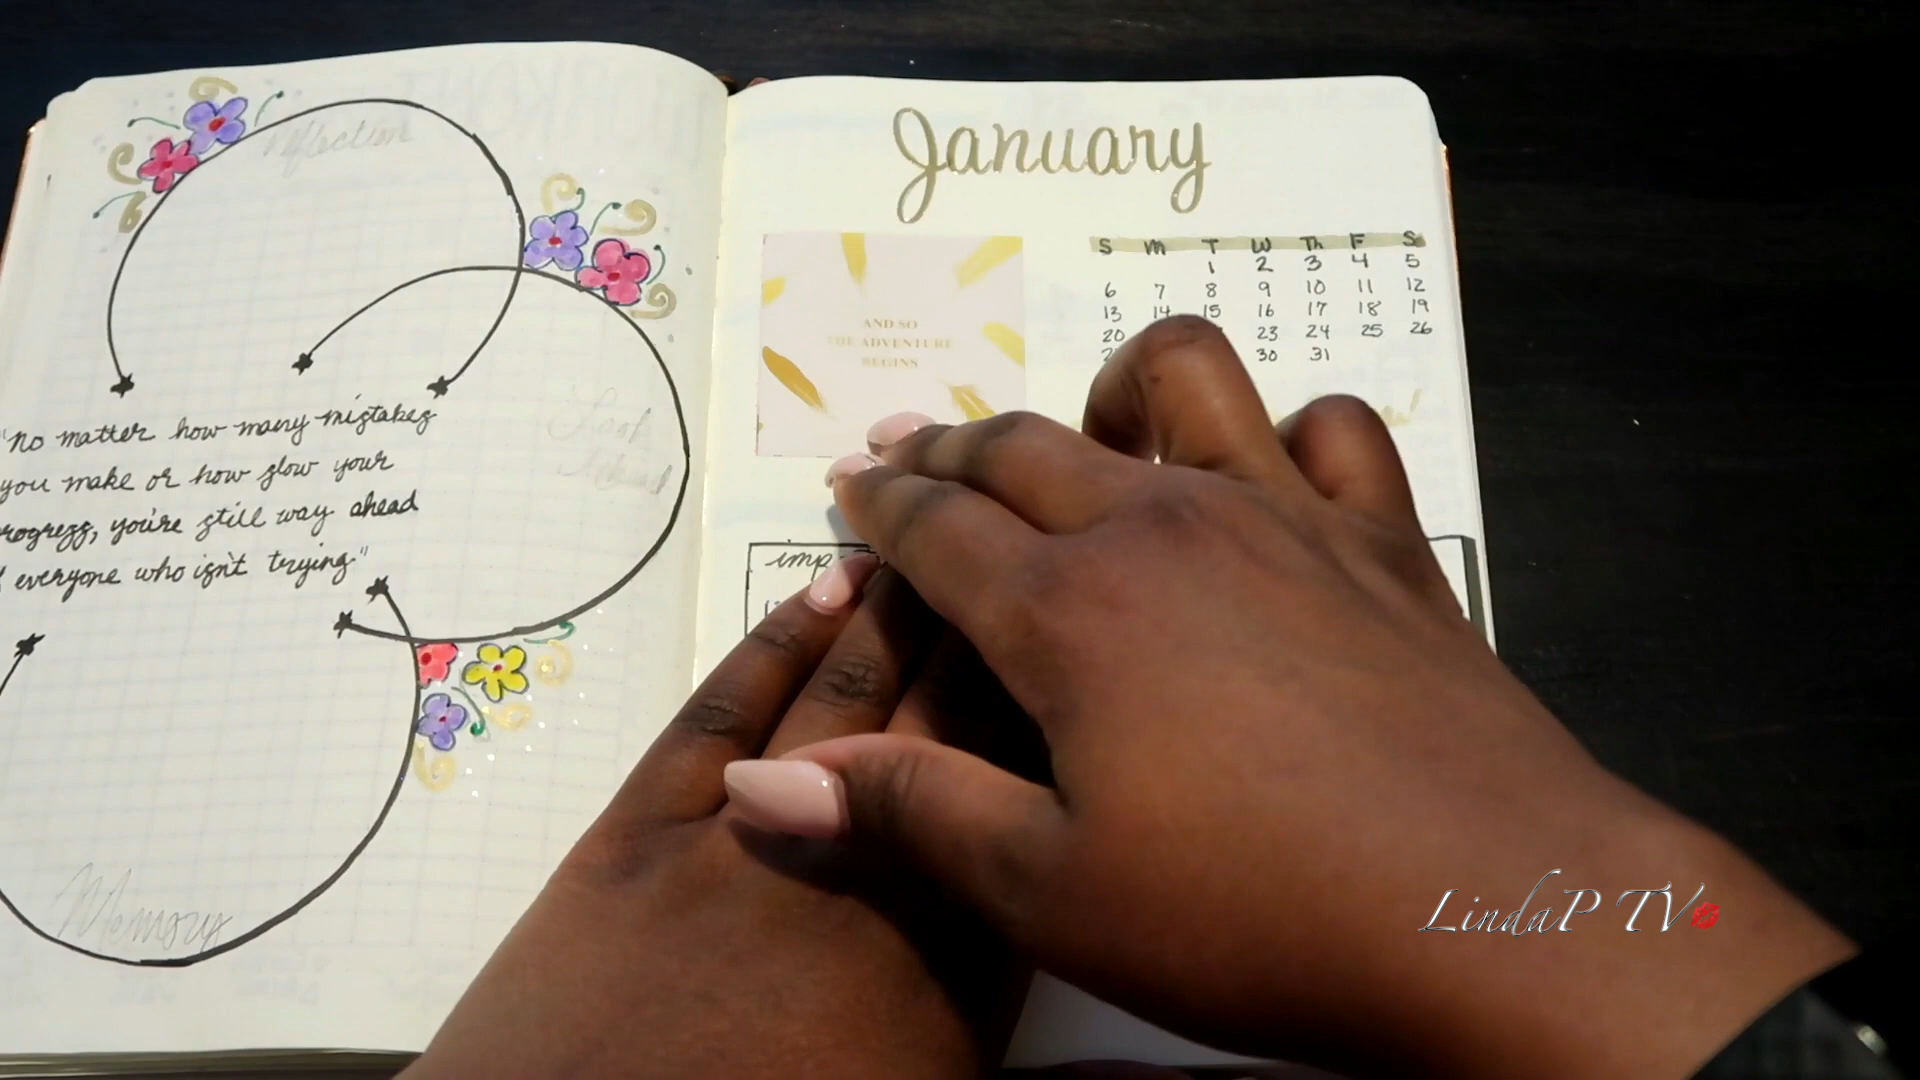 reflection
"no matter how many mistakes
you make or how slow your
progress, you're still way ahead
everyone who isn't trying"
Look
Ahead
Memory
January
AND SO
THE ADVENTURE
BEGINS
S M T W Th F S
1 2 3 4 5
6 7 8 9 10 11 12
13 14 15 16 17 18 19
20 23 24 25 26
30 31
imp
LindaP TV